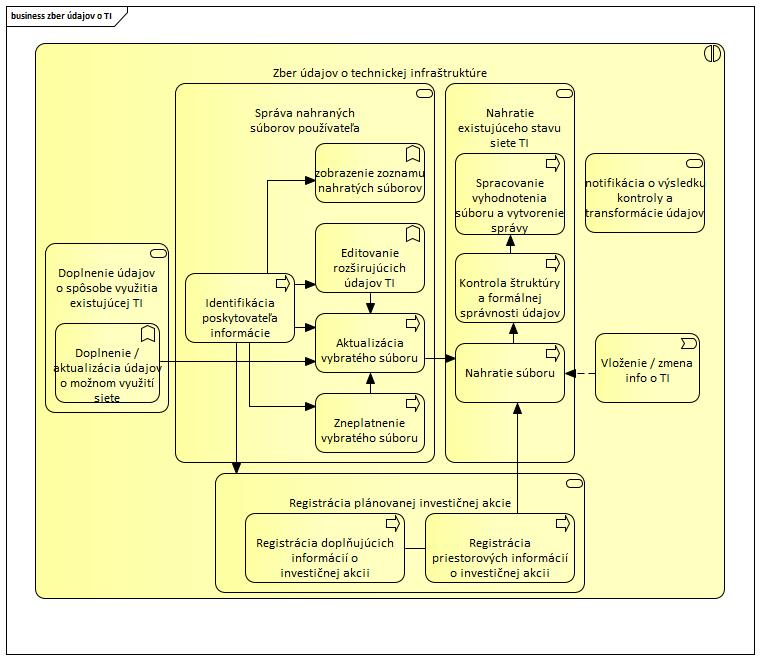 business zber údajov o TI
Zber údajov o technickej infraštruktúre
Správa nahraných
súborov používateľa
zobrazenie zoznamu
nahratých súborov
Editovanie
rozširujúcich
údajov TI
Identifikácia
poskytovateľa
informácie
Aktualizácia
vybratého súboru
Zneplatnenie
vybratého súboru
Nahratie
existujúceho stavu
siete TI
Spracovanie
vyhodnotenia
súboru a vytvorenie
správy
Kontrola štruktúry
a formálnej
správnosti údajov
Nahratie súboru
notifikácia o výsledku
kontroly a
transformácie údajov
Vloženie / zmena
info o TI
Doplnenie údajov
o spôsobe využitia
existujúcej TI
Doplnenie /
aktualizácia údajov
o možnom využití
siete
Registrácia plánovanej investičnej akcie
Registrácia doplňujúcich
informácií o
investičnej akcii
Registrácia
priestorových informácií
o investičnej akcii